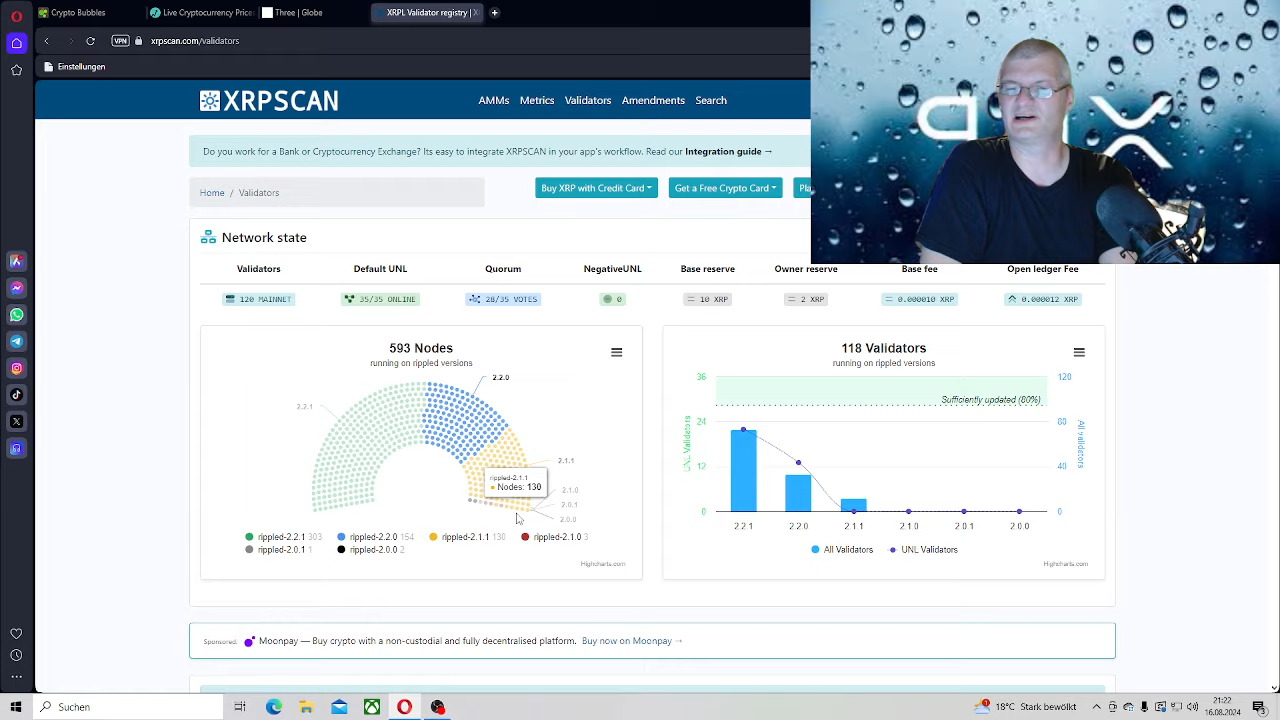 Crypto Bubbles
Live Cryptocurrency Price
Three | Globe
XRPL Validator registry | X
VPN
xrpscan.com/validators
Einstellungen
XRPSCAN
AMMs
Metrics
Validators
Amendments
Search
Do you work for a Bank or Cryptocurrency Exchange? Its easy to integrate XRPSCAN in your app's workflow. Read our Integration guide →
Home / Validators
Buy XRP with Credit Card
Get a Free Crypto Card
Pla
Network state
Validators
Default UNL
Quorum
NegativeUNL
Base reserve
Owner reserve
Base fee
Open ledger Fee
120 MAINNET
35/35 ONLINE
28/35 VOTES
0
10 XRP
2 XRP
0.000010 XRP
0.000012 XRP
593 Nodes
running on rippled versions
2.2.1
2.2.0
2.1.1
2.1.0
2.0.1
2.0.0
rippled-2.1.1
Nodes: 130
rippled-2.2.1 303
rippled-2.2.0 154
rippled-2.1.1 130
rippled-2.1.0 3
rippled-2.0.1 1
rippled-2.0.0 2
Highcharts.com
118 Validators
running on rippled versions
36
24
12
0
UNL Validators
Sufficiently updated (80%)
120
80
40
0
All validators
2.2.1
2.2.0
2.1.1
2.1.0
2.0.1
2.0.0
All Validators
UNL Validators
Highcharts.com
Sponsored:
Moonpay — Buy crypto with a non-custodial and fully decentralised platform. Buy now on Moonpay →
Suchen
18°C Stark bewölkt
21:22
16.08.2024